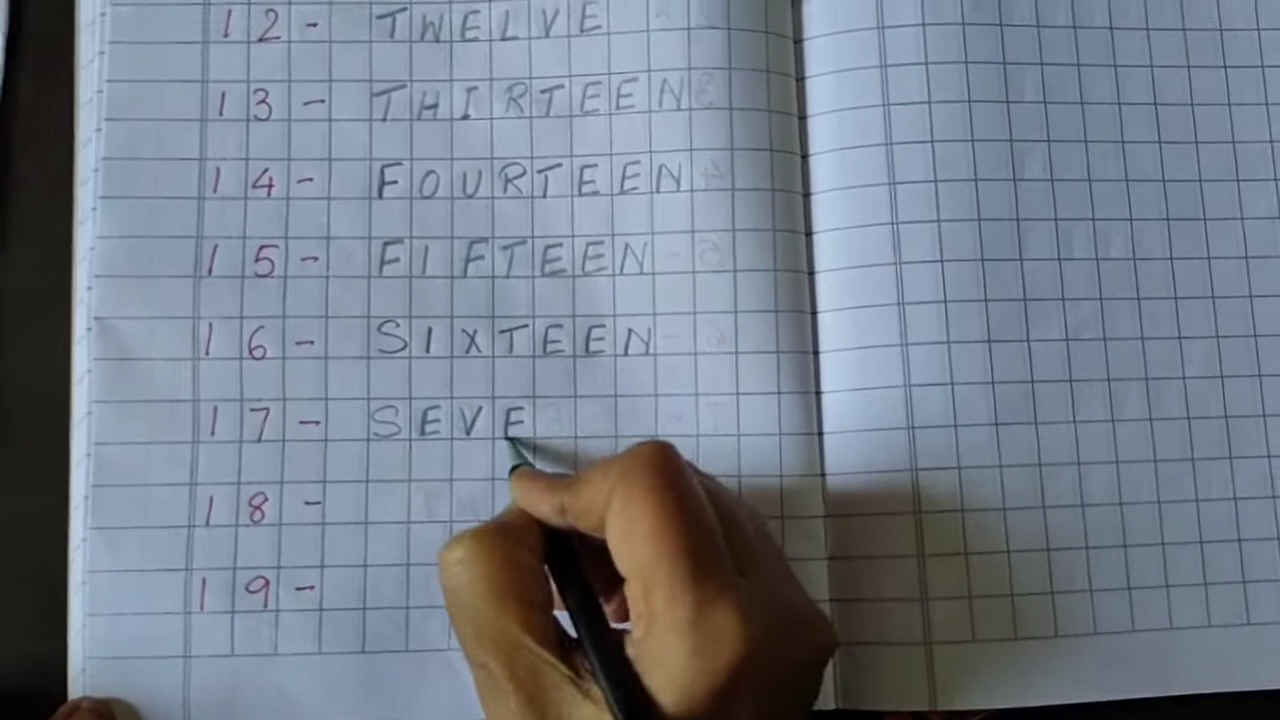 12- TWELVE
13- THIRTEEN
14- FOURTEEN
15- FIFTEEN
16- SIXTEEN
17- SEVE
18-
19-